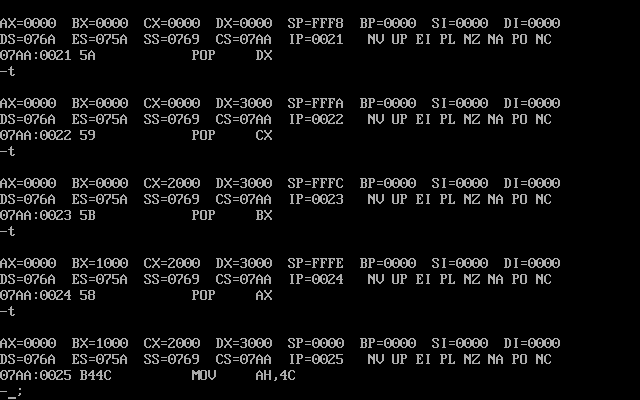 AX=0000  BX=0000  CX=0000  DX=0000  SP=FFF8  BP=0000  SI=0000  DI=0000
DS=076A  ES=075A  SS=0769  CS=07AA  IP=0021   NV UP EI PL NZ NA PO NC
07AA:0021 5A            POP     DX
-t
AX=0000  BX=0000  CX=0000  DX=3000  SP=FFFA  BP=0000  SI=0000  DI=0000
DS=076A  ES=075A  SS=0769  CS=07AA  IP=0022   NV UP EI PL NZ NA PO NC
07AA:0022 59            POP     CX
-t
AX=0000  BX=0000  CX=2000  DX=3000  SP=FFFC  BP=0000  SI=0000  DI=0000
DS=076A  ES=075A  SS=0769  CS=07AA  IP=0023   NV UP EI PL NZ NA PO NC
07AA:0023 5B            POP     BX
-t
AX=0000  BX=1000  CX=2000  DX=3000  SP=FFFE  BP=0000  SI=0000  DI=0000
DS=076A  ES=075A  SS=0769  CS=07AA  IP=0024   NV UP EI PL NZ NA PO NC
07AA:0024 58            POP     AX
-t
AX=0000  BX=1000  CX=2000  DX=3000  SP=0000  BP=0000  SI=0000  DI=0000
DS=076A  ES=075A  SS=0769  CS=07AA  IP=0025   NV UP EI PL NZ NA PO NC
07AA:0025 B44C          MOV     AH,4C
-_;